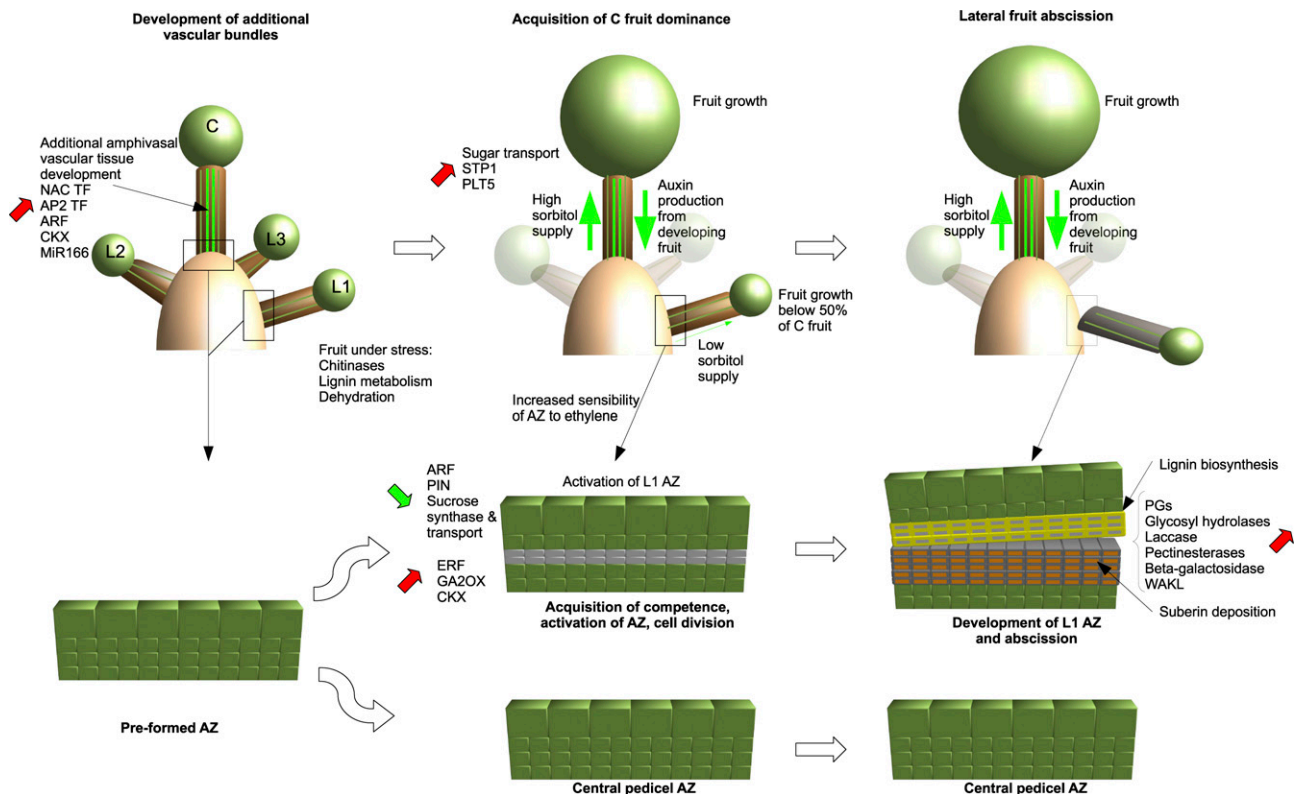 Development of additional
vascular bundles
Acquisition of C fruit dominance
Lateral fruit abscission
C
L2
L3
L1
Additional amphivasal
vascular tissue
development
NAC TF
AP2 TF
ARF
CKX
MiR166
Fruit under stress:
Chitinases
Lignin metabolism
Dehydration
Fruit growth
Sugar transport
STP1
PLT5
High
sorbitol
supply
Auxin
production
from
developing
fruit
Fruit growth
below 50%
of C fruit
Low
sorbitol
supply
Increased sensibility
of AZ to ethylene
Fruit growth
High
sorbitol
supply
Auxin
production
from
developing
fruit
ARF
PIN
Sucrose
synthase &
transport
ERF
GA2OX
CKX
Activation of L1 AZ
Acquisition of competence,
activation of AZ, cell division
Lignin biosynthesis
PGs
Glycosyl hydrolases
Laccase
Pectinesterases
Beta-galactosidase
WAKL
Suberin deposition
Development of L1 AZ
and abscission
Pre-formed AZ
Central pedicel AZ
Central pedicel AZ